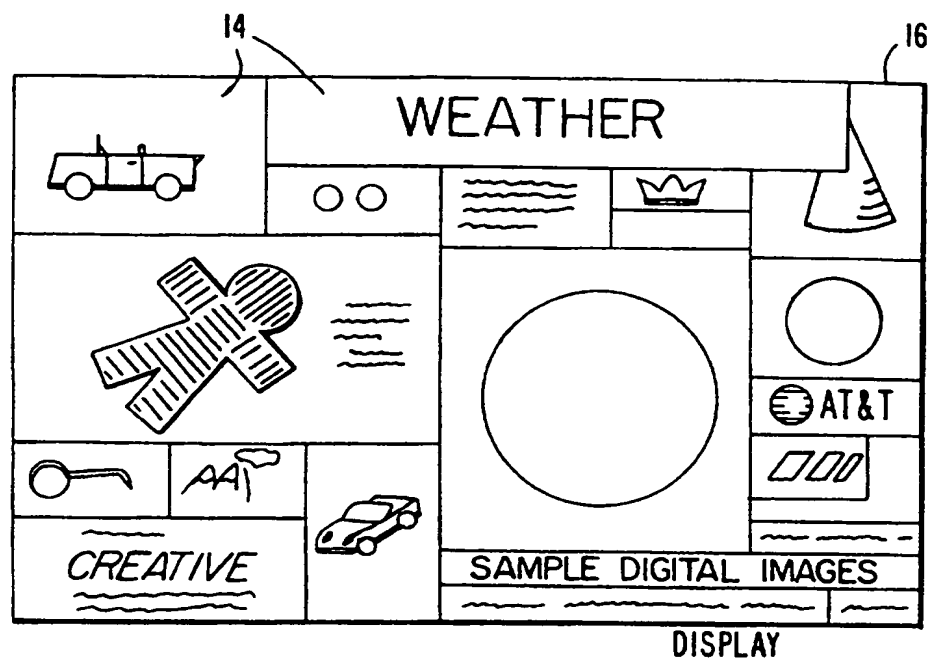 14
16
WEATHER
AT&T
CREATIVE
SAMPLE DIGITAL IMAGES
DISPLAY